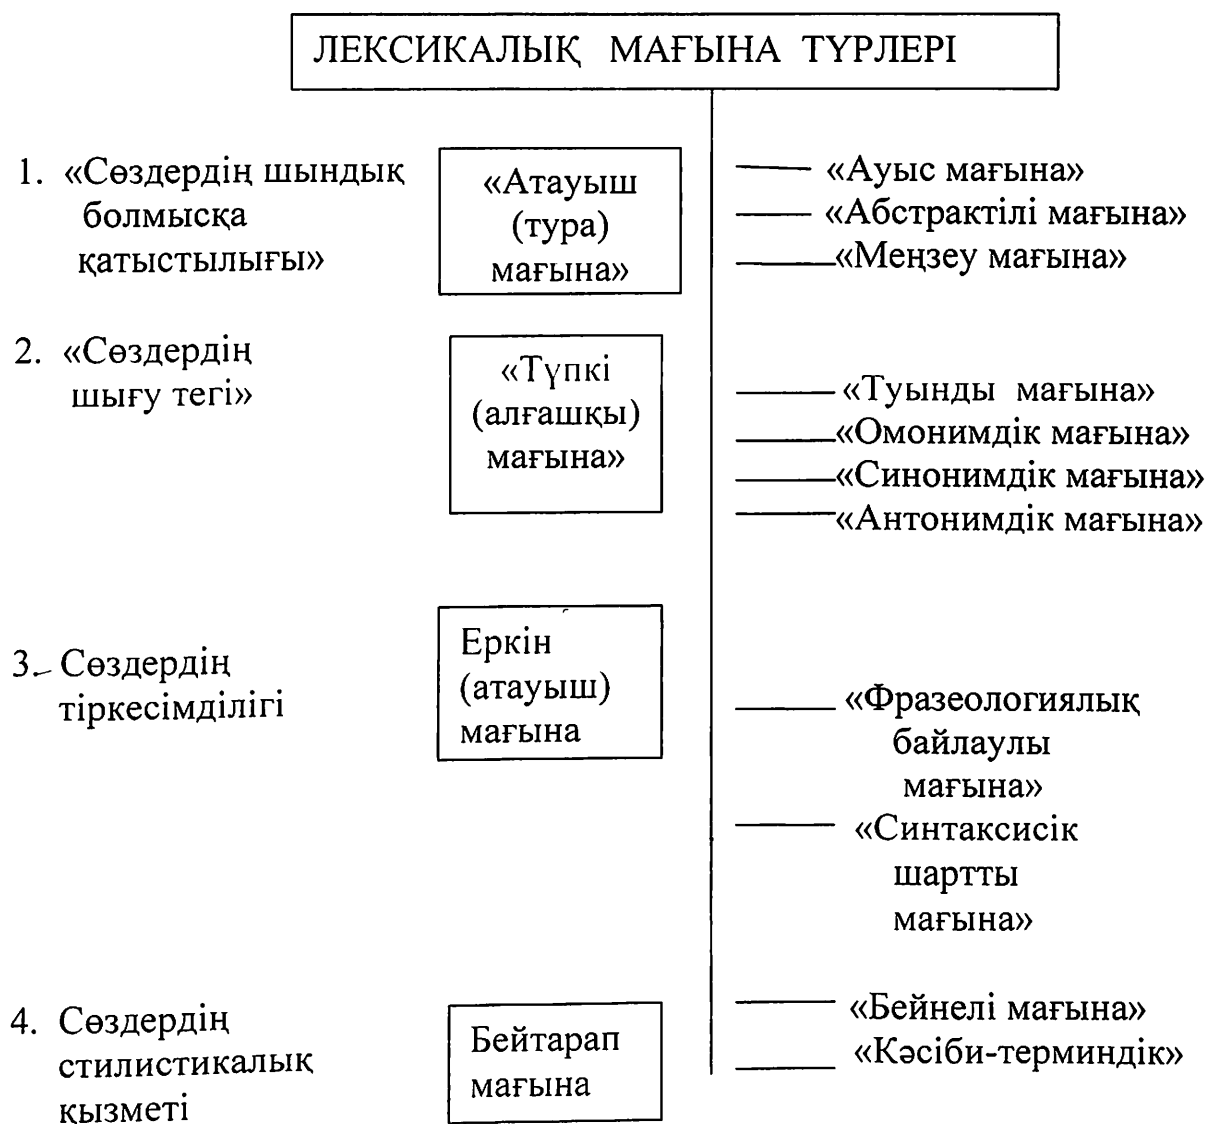 ЛЕКСИКАЛЫҚ МАҒЫНА ТҮРЛЕРІ
1. «Сөздердің шындық
болмысқа
қатыстылығы»
«Атауыш
(тура)
мағына»
«Ауыс мағына»
«Абстрактілі мағына»
«Меңзеу мағына»
2. «Сөздердің
шығу тегі»
«Түпкі
(алғашқы)
мағына»
«Туынды мағына»
«Омонимдік мағына»
«Синонимдік мағына»
«Антонимдік мағына»
3. Сөздердің
тіркесімділігі
Еркін
(атауыш)
мағына
«Фразеологиялық
байлаулы
мағына»
«Синтаксисік
шартты
мағына»
4. Сөздердің
стилистикалық
қызметі
Бейтарап
мағына
«Бейнелі мағына»
«Кәсіби-терминдік»